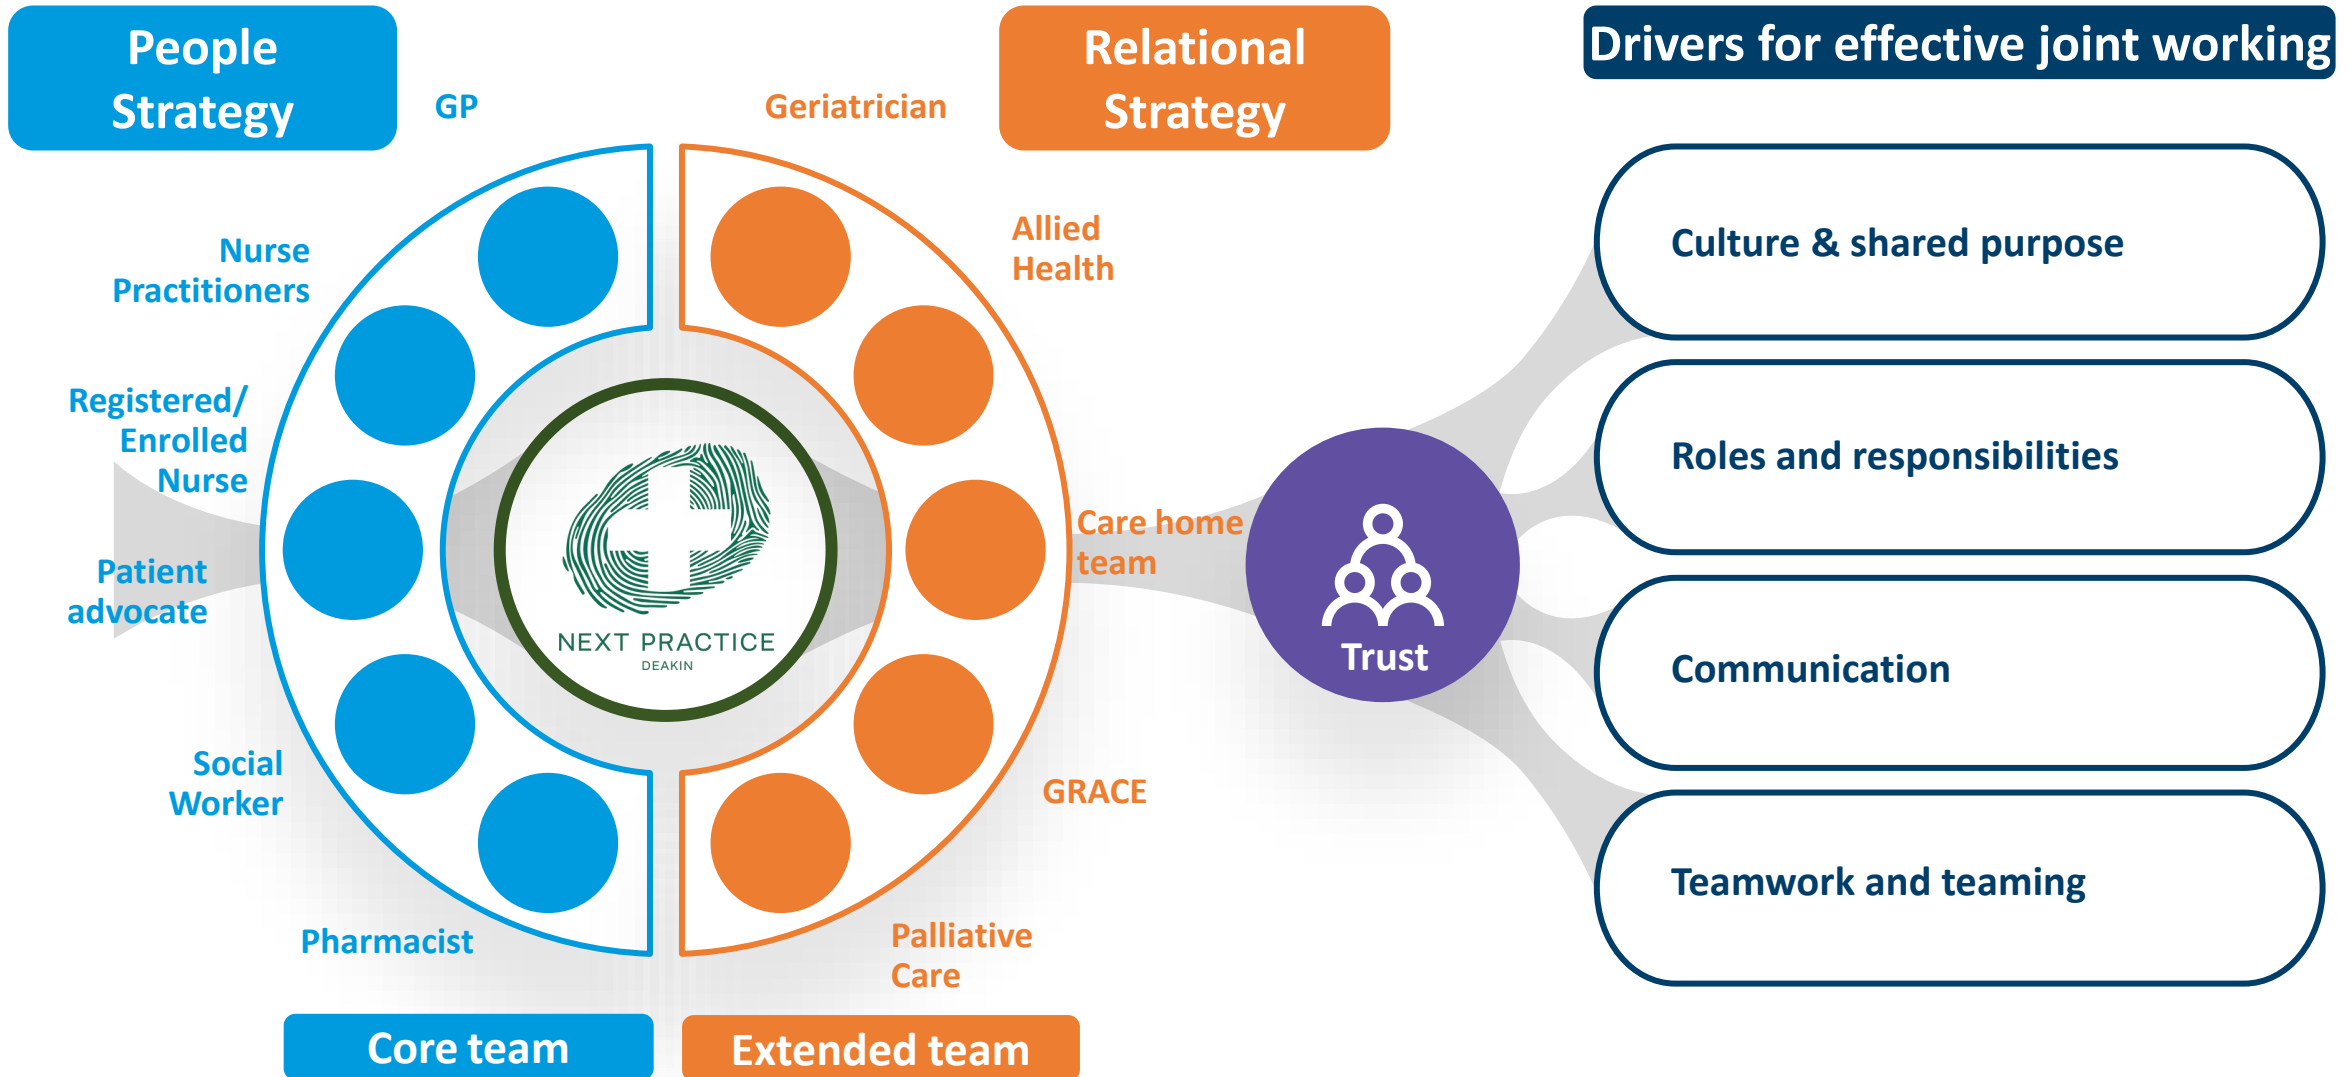 People
Strategy
GP
Nurse
Practitioners
Registered/
Enrolled
Nurse
Patient
advocate
Social
Worker
Pharmacist
Core team
NEXT PRACTICE
DEAKIN
Relational
Strategy
Geriatrician
Allied
Health
Care home
team
GRACE
Palliative
Care
Extended team
Trust
Drivers for effective joint working
Culture & shared purpose
Roles and responsibilities
Communication
Teamwork and teaming